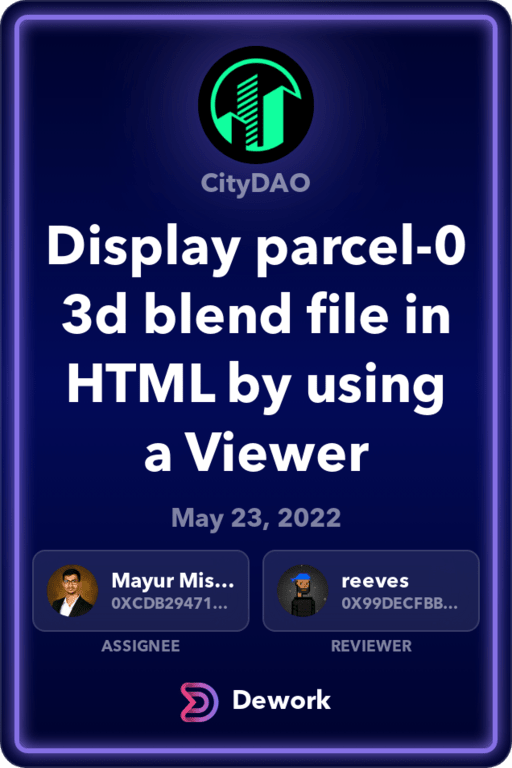 CityDAO
Display parcel-0
3d blend file in
HTML by using
a Viewer
May 23, 2022
Mayur Mis...
0XCDB29471...
reeves
0X99DECFBB...
ASSIGNEE
REVIEWER
Dework